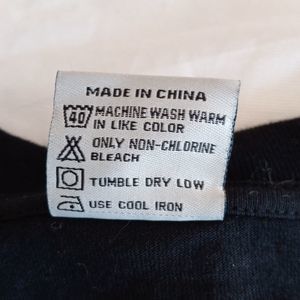 MADE IN CHINA
40 MACHINE WASH WARM
IN LIKE COLOR
ONLY NON-CHLORINE
BLEACH
TUMBLE DRY LOW
USE COOL IRON